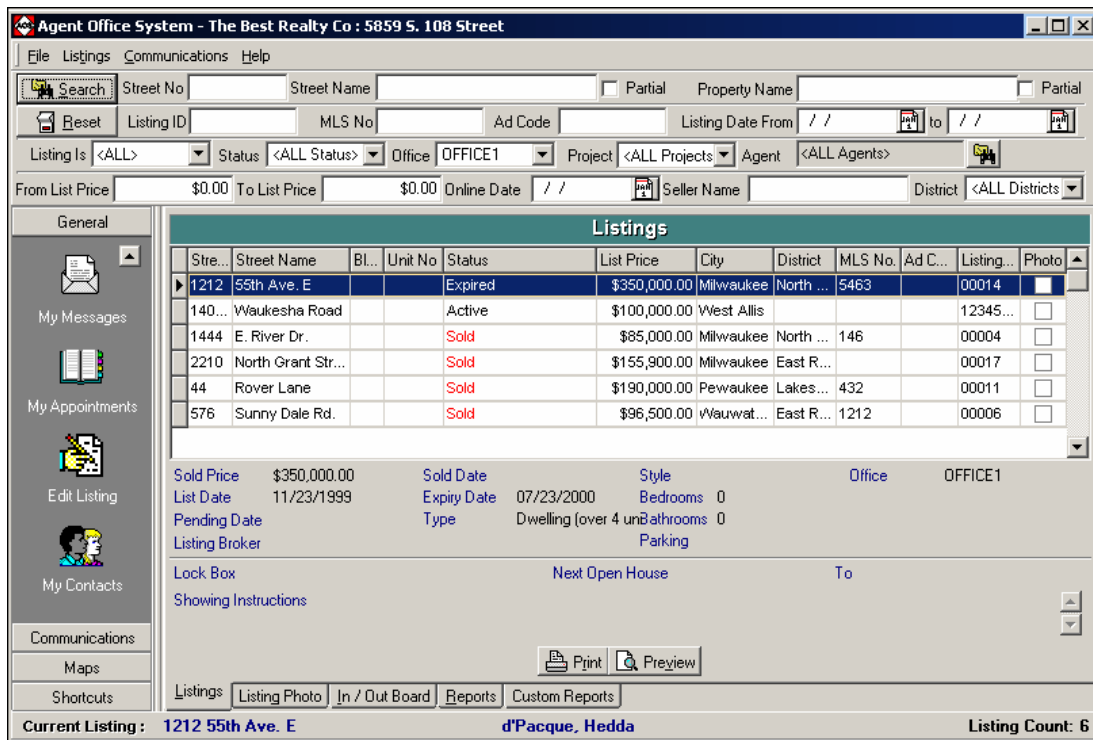 Agent Office System - The Best Realty Co : 5859 S. 108 Street
File Listings Communications Help
Search Street No Street Name Partial Property Name Partial
Reset Listing ID MLS No Ad Code Listing Date From / / to / /
Listing Is <ALL> Status <ALL Status> Office OFFICE1 Project <ALL Projects Agent <ALL Agents>
From List Price $0.00 To List Price $0.00 Online Date / / Seller Name District <ALL Districts
General
Listings
Stre... Street Name Bl... Unit No Status List Price City District MLS No. Ad C... Listing... Photo
1212 55th Ave. E Expired $350,000.00 Milwaukee North ... 5463 00014
140... Waukesha Road Active $100,000.00 West Allis 12345...
1444 E. River Dr. Sold $85,000.00 Milwaukee North ... 146 00004
2210 North Grant Str... Sold $155,900.00 Milwaukee East R... 00017
44 Rover Lane Sold $190,000.00 Pewaukee Lakes... 432 00011
576 Sunny Dale Rd. Sold $96,500.00 Wauwat... East R... 1212 00006
My Messages
My Appointments
Edit Listing
My Contacts
Communications
Maps
Shortcuts
Sold Price $350,000.00 Sold Date Style Office OFFICE1
List Date 11/23/1999 Expiry Date 07/23/2000 Bedrooms 0
Pending Date Type Dwelling (over 4 un Bathrooms 0
Listing Broker Parking
Lock Box Next Open House To
Showing Instructions
Print Preview
Listings Listing Photo In / Out Board Reports Custom Reports
Current Listing : 1212 55th Ave. E d'Pacque, Hedda Listing Count: 6